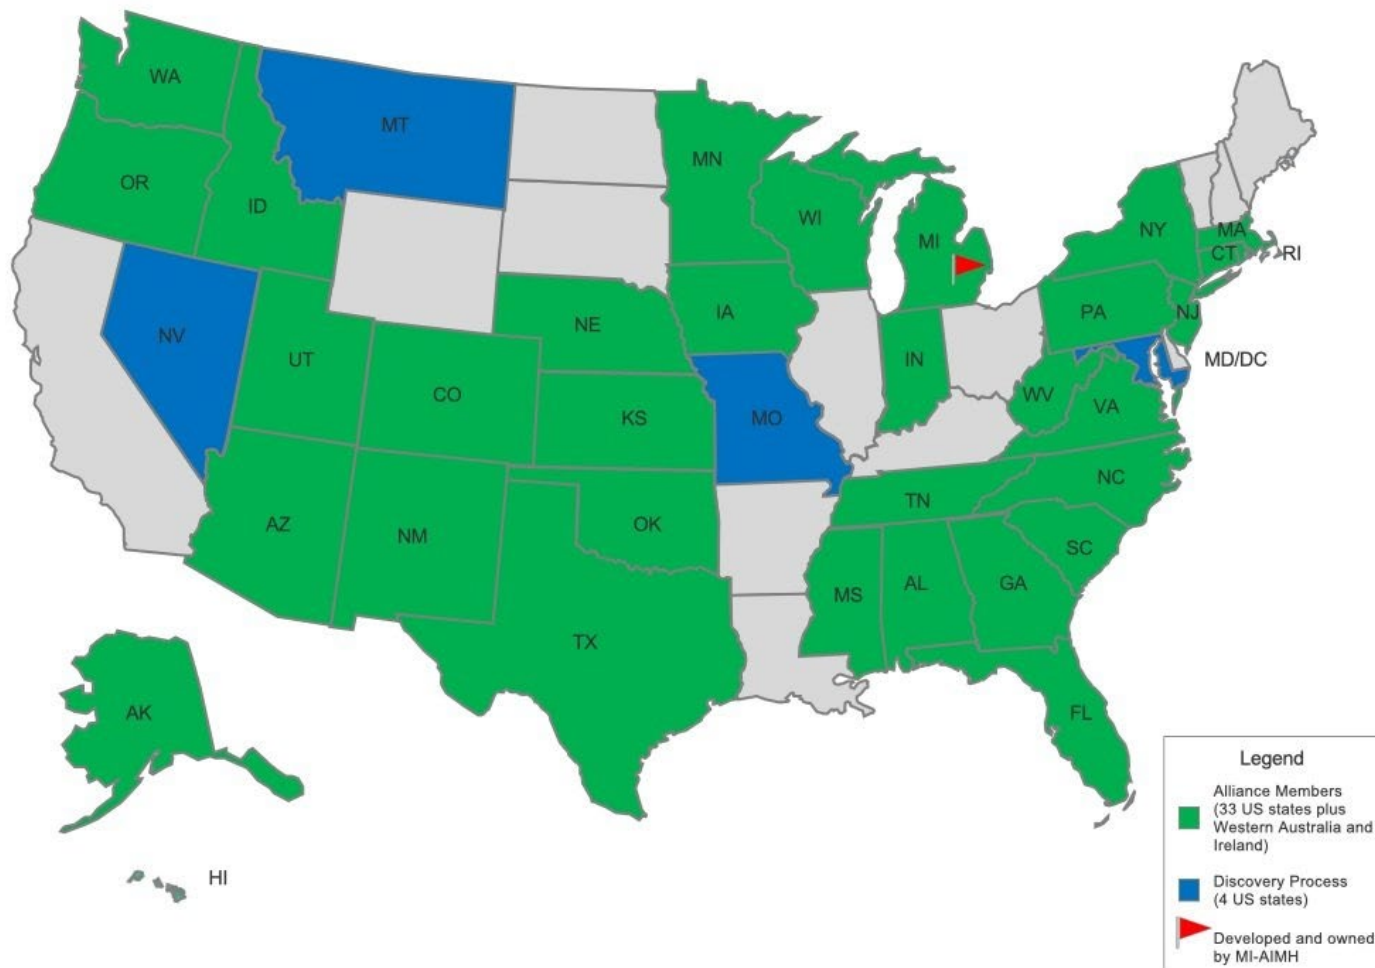 WA
MT
MN
OR
ID
WI
MI
NY
MA
CT
RI
NV
NE
IA
PA
NJ
UT
IN
MD/DC
CO
WV
VA
KS
MO
NC
TN
AZ
NM
OK
SC
MS
AL
GA
TX
AK
FL
HI
Legend
Alliance Members
(33 US states plus
Western Australia and
Ireland)
Discovery Process
(4 US states)
Developed and owned
by MI-AIMH